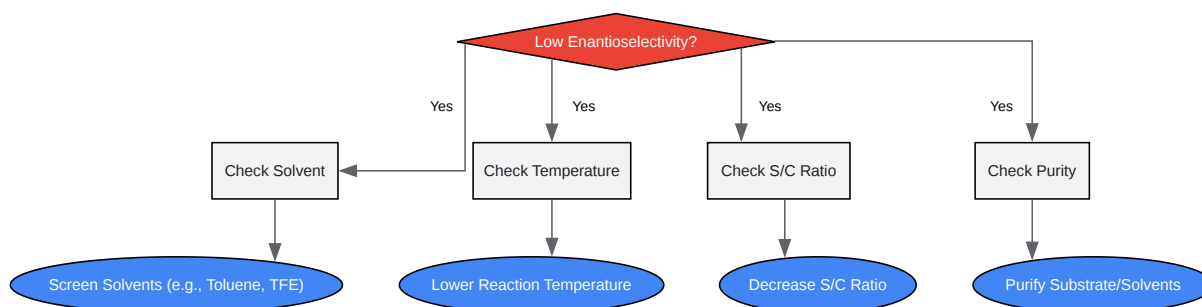 Low Enantioselectivity?
Yes
Yes
Yes
Yes
Check Solvent
Check Temperature
Check S/C Ratio
Check Purity
Screen Solvents (e.g., Toluene, TFE)
Lower Reaction Temperature
Decrease S/C Ratio
Purify Substrate/Solvents